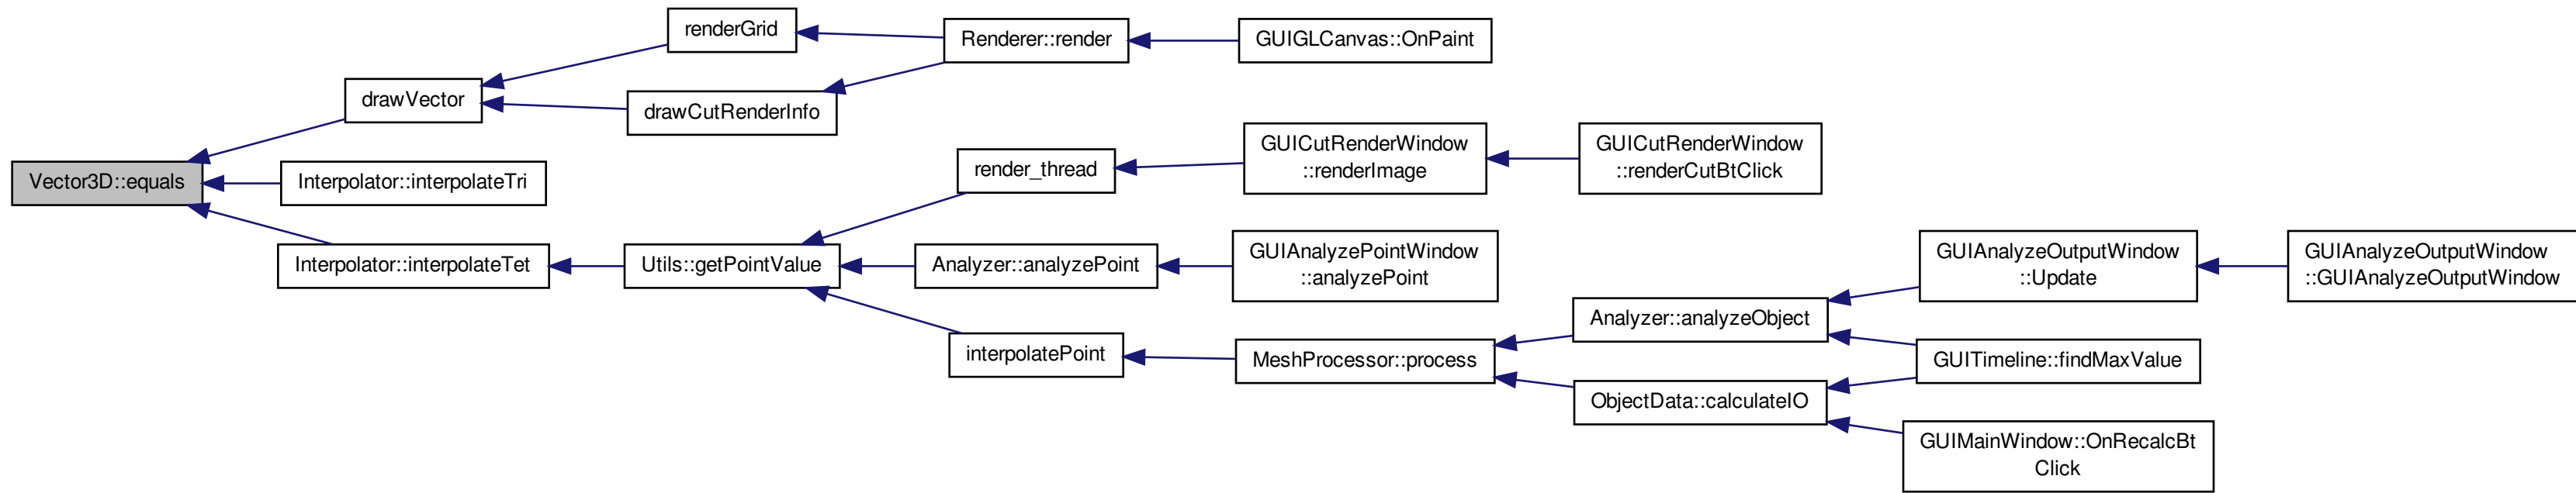 renderGrid
Renderer::render
GUIGLCanvas::OnPaint
drawVector
drawCutRenderInfo
Vector3D::equals
Interpolator::interpolateTri
render_thread
GUICutRenderWindow
::renderImage
GUICutRenderWindow
::renderCutBtClick
Interpolator::interpolateTet
Utils::getPointValue
Analyzer::analyzePoint
GUIAnalyzePointWindow
::analyzePoint
interpolatePoint
MeshProcessor::process
Analyzer::analyzeObject
GUIAnalyzeOutputWindow
::Update
GUIAnalyzeOutputWindow
::GUIAnalyzeOutputWindow
GUITimeline::findMaxValue
ObjectData::calculateIO
GUIMainWindow::OnRecalcBt
Click